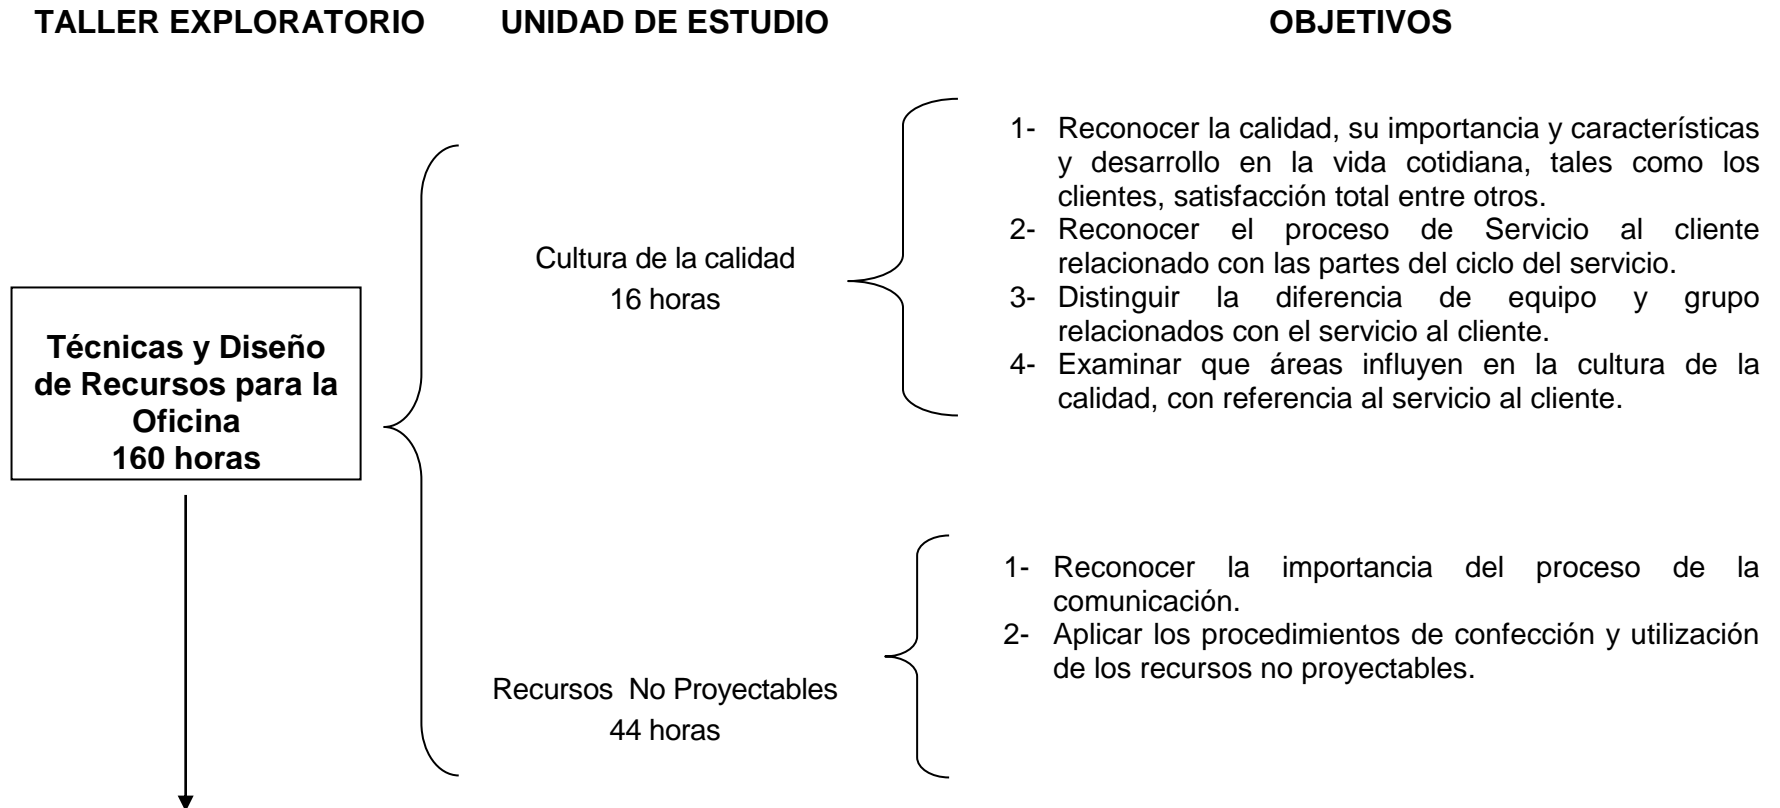 TALLER EXPLORATORIO UNIDAD DE ESTUDIO OBJETIVOS
Técnicas y Diseño
de Recursos para la
Oficina
160 horas
Cultura de la calidad
16 horas
1- Reconocer la calidad, su importancia y características
y desarrollo en la vida cotidiana, tales como los
clientes, satisfacción total entre otros.
2- Reconocer el proceso de Servicio al cliente
relacionado con las partes del ciclo del servicio.
3- Distinguir la diferencia de equipo y grupo
relacionados con el servicio al cliente.
4- Examinar que áreas influyen en la cultura de la
calidad, con referencia al servicio al cliente.
Recursos No Proyectables
44 horas
1- Reconocer la importancia del proceso de la
comunicación.
2- Aplicar los procedimientos de confección y utilización
de los recursos no proyectables.